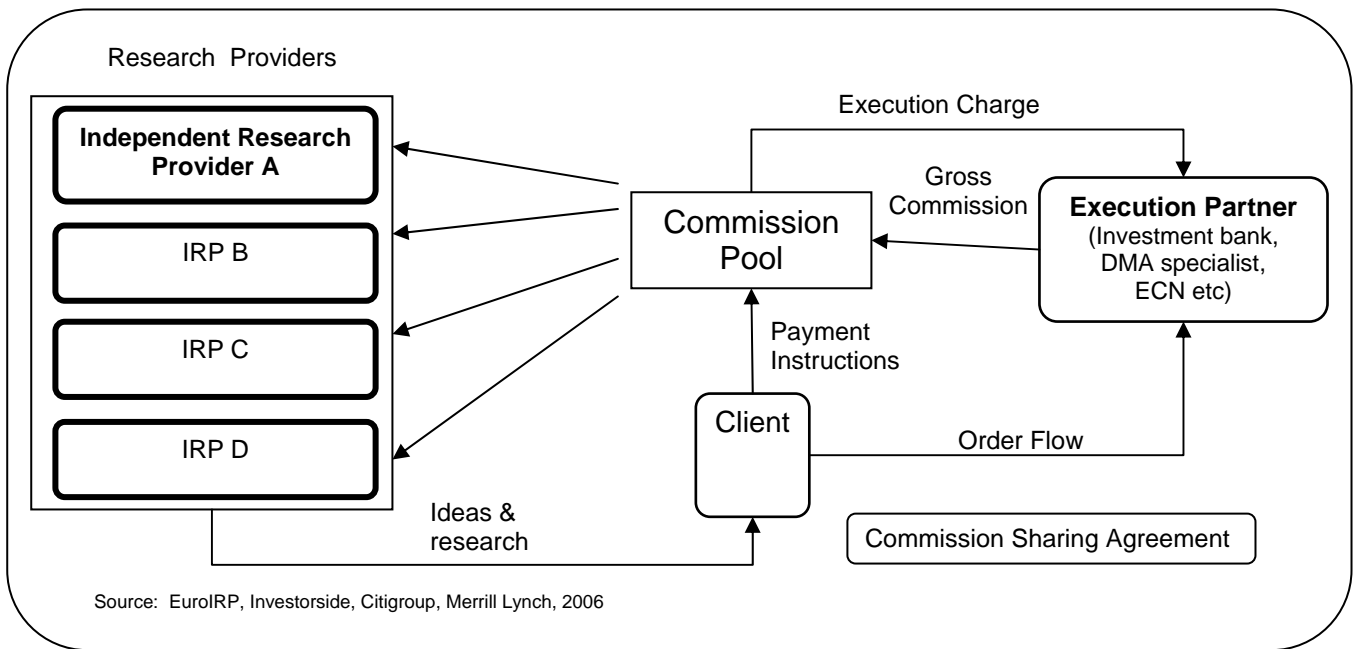 Research Providers
Independent Research
Provider A
IRP B
IRP C
IRP D
Execution Charge
Gross
Commission
Commission
Pool
Execution Partner
(Investment bank,
DMA specialist,
ECN etc)
Payment
Instructions
Client
Order Flow
Ideas &
research
Commission Sharing Agreement
Source: EuroIRP, Investorside, Citigroup, Merrill Lynch, 2006